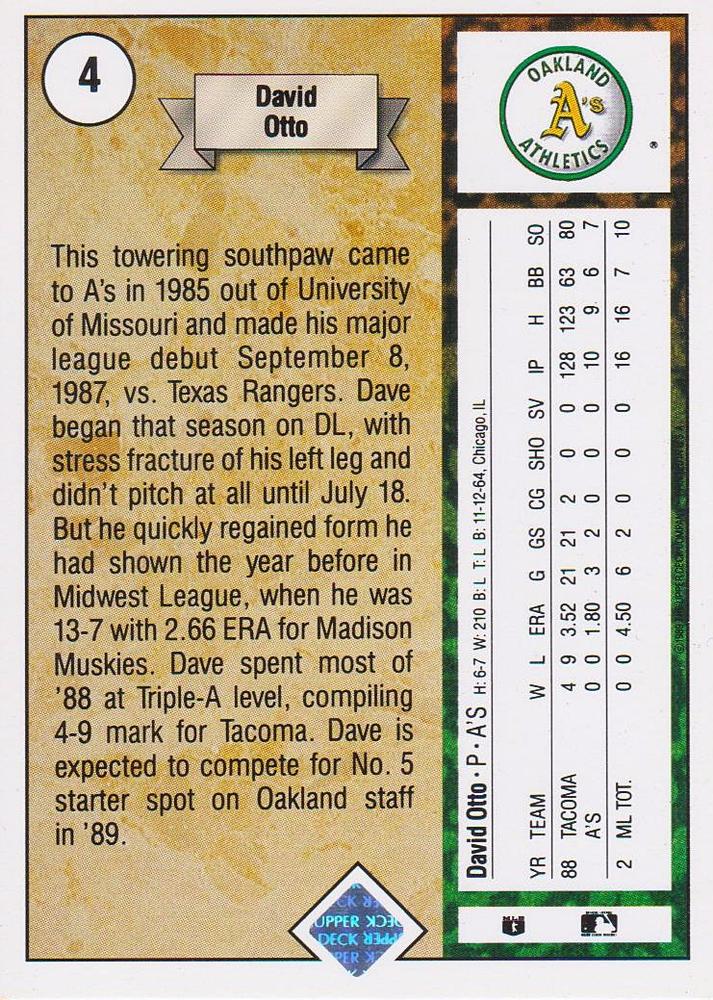 4
David
Otto
This towering southpaw came
to A's in 1985 out of University
of Missouri and made his major
league debut September 8,
1987, vs. Texas Rangers. Dave
began that season on DL, with
stress fracture of his left leg and
didn't pitch at all until July 18.
But he quickly regained form he
had shown the year before in
Midwest League, when he was
13-7 with 2.66 ERA for Madison
Muskies. Dave spent most of
'88 at Triple-A level, compiling
4-9 mark for Tacoma. Dave is
expected to compete for No. 5
starter spot on Oakland staff
in '89.
UPPER DECK
OAKLAND
A's
ATHLETICS
®
David Otto • P • A'S H: 6-7 W: 210 B: L T: L B: 11-12-64, Chicago, IL
YR TEAM W L ERA G GS CG SHO SV IP H BB SO
88 TACOMA 4 9 3.52 21 21 2 0 0 128 123 63 80
A'S 0 0 1.80 3 2 0 0 0 10 9 6 7
2 ML TOT. 0 0 4.50 6 2 0 0 0 16 16 7 10